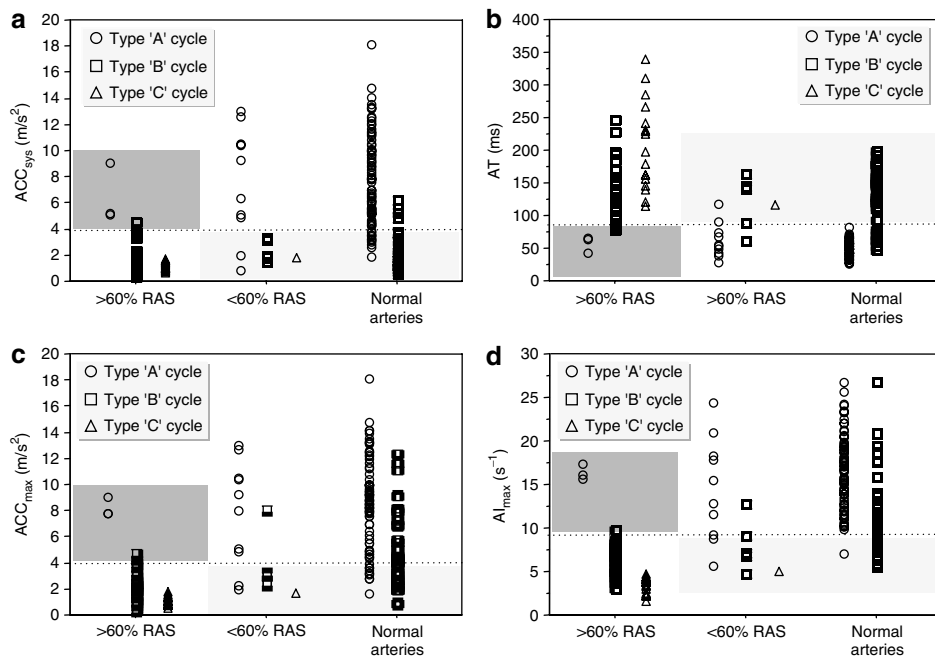 a
20
18
16
14
12
10
8
6
4
2
0
ACCsys (m/s²)
Type 'A' cycle
Type 'B' cycle
Type 'C' cycle
>60% RAS
<60% RAS
Normal
arteries
b
400
350
300
250
200
150
100
50
0
AT (ms)
Type 'A' cycle
Type 'B' cycle
Type 'C' cycle
>60% RAS
>60% RAS
Normal
arteries
c
20
18
16
14
12
10
8
6
4
2
0
ACCmax (m/s²)
Type 'A' cycle
Type 'B' cycle
Type 'C' cycle
>60% RAS
<60% RAS
Normal
arteries
d
30
25
20
15
10
5
0
AImax (s⁻¹)
Type 'A' cycle
Type 'B' cycle
Type 'C' cycle
>60% RAS
<60% RAS
Normal
arteries